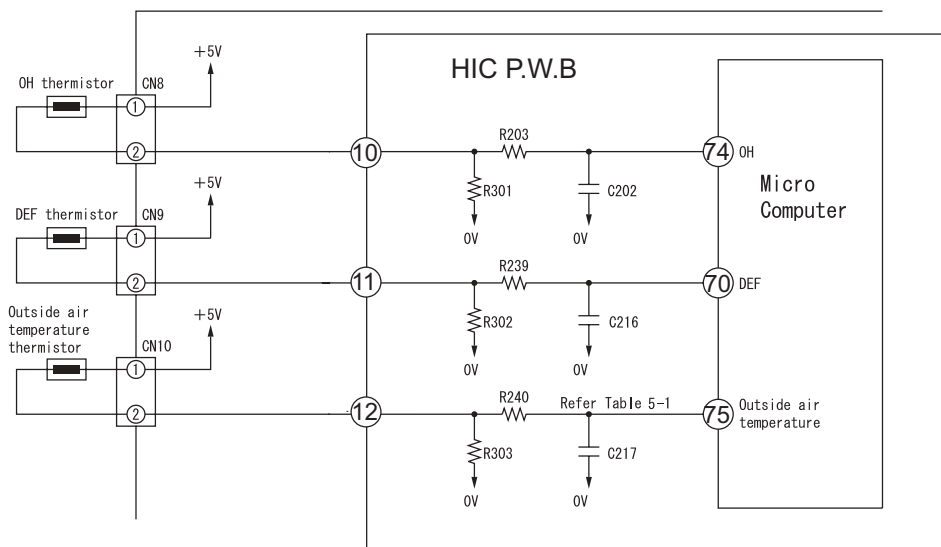 HIC P.W.B
+5V
OH thermistor
CN8
1
2
10
R203
R301
0V
C202
0V
74
OH
Micro
Computer
+5V
DEF thermistor
CN9
1
2
11
R239
R302
0V
C216
0V
70
DEF
Outside air
temperature
thermistor
+5V
CN10
1
2
12
R240
Refer Table 5-1
R303
0V
C217
0V
75
Outside air
temperature